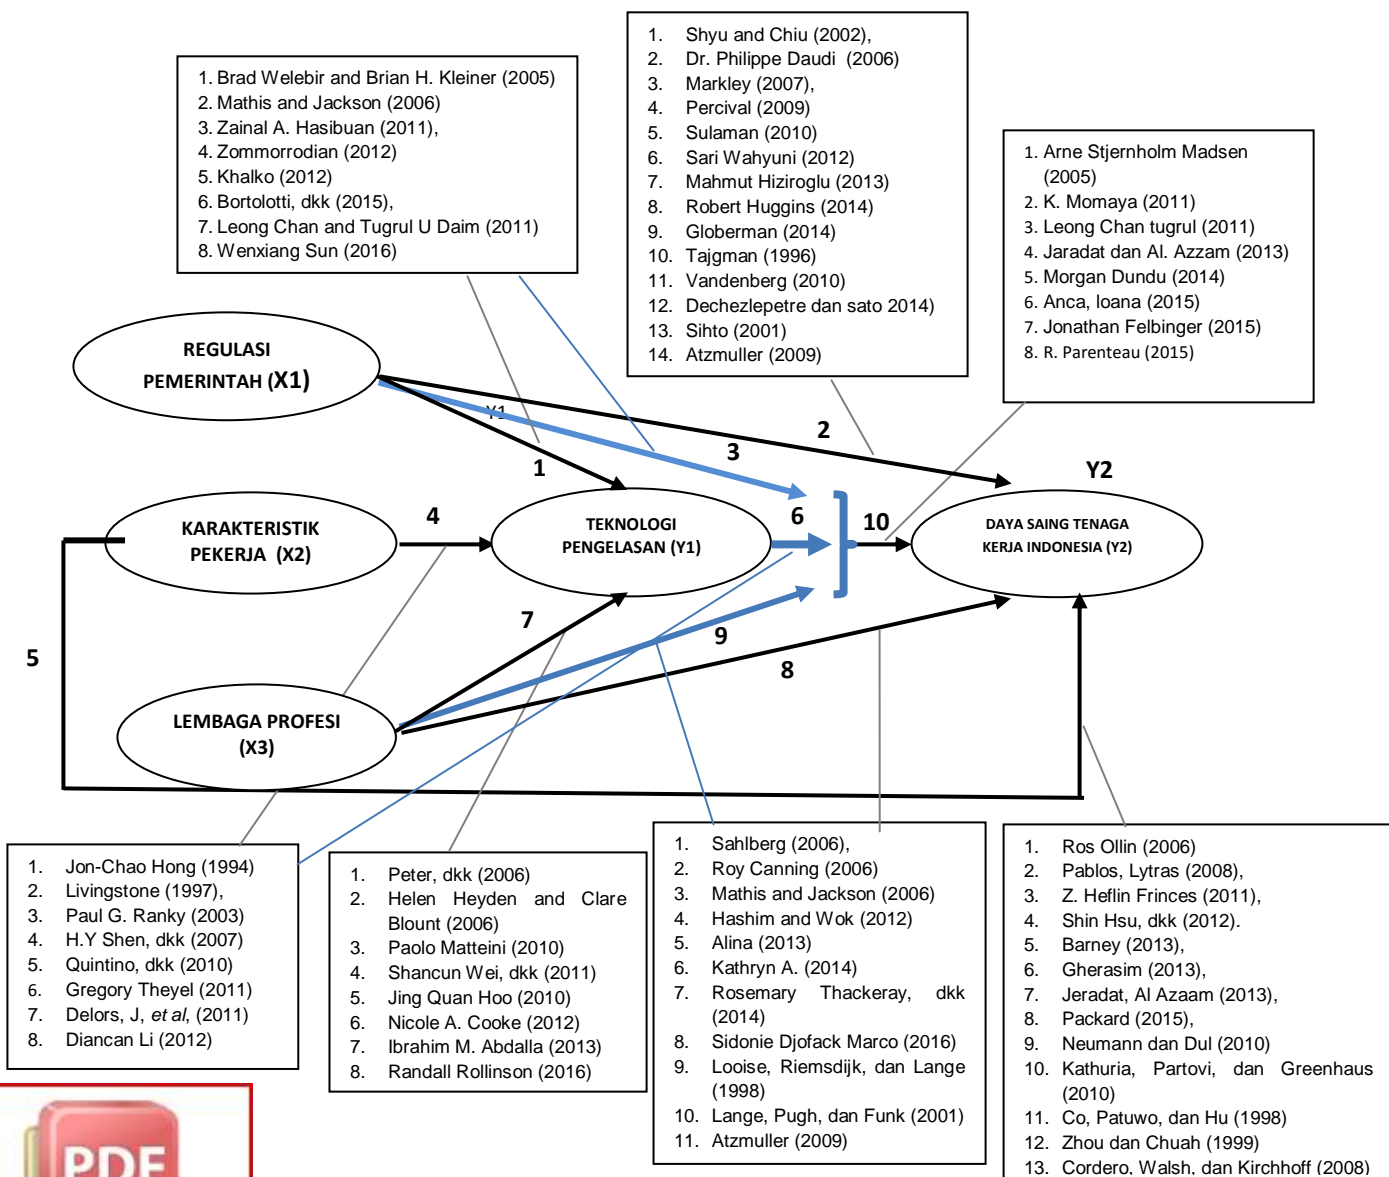 1. Brad Welebir and Brian H. Kleiner (2005)
2. Mathis and Jackson (2006)
3. Zainal A. Hasibuan (2011),
4. Zommorrodian (2012)
5. Khalko (2012)
6. Bortolotti, dkk (2015),
7. Leong Chan and Tugrul U Daim (2011)
8. Wenxiang Sun (2016)
1. Shyu and Chiu (2002),
2. Dr. Philippe Daudi (2006)
3. Markley (2007),
4. Percival (2009)
5. Sulaman (2010)
6. Sari Wahyuni (2012)
7. Mahmut Hiziroglu (2013)
8. Robert Huggins (2014)
9. Globerman (2014)
10. Tajgman (1996)
11. Vandenberg (2010)
12. Dechezlepetre dan sato 2014)
13. Sihto (2001)
14. Atzmuller (2009)
1. Arne Stjernholm Madsen
(2005)
2. K. Momaya (2011)
3. Leong Chan tugrul (2011)
4. Jaradat dan Al. Azzam (2013)
5. Morgan Dundu (2014)
6. Anca, Ioana (2015)
7. Jonathan Felbinger (2015)
8. R. Parenteau (2015)
REGULASI
PEMERINTAH (X1)
Y1
1
3
2
Y2
KARAKTERISTIK
PEKERJA (X2)
4
TEKNOLOGI
PENGELASAN (Y1)
6
10
DAYA SAING TENAGA
KERJA INDONESIA (Y2)
5
7
9
8
LEMBAGA PROFESI
(X3)
1. Jon-Chao Hong (1994)
2. Livingstone (1997),
3. Paul G. Ranky (2003)
4. H.Y Shen, dkk (2007)
5. Quintino, dkk (2010)
6. Gregory Theyel (2011)
7. Delors, J, et al, (2011)
8. Diancan Li (2012)
1. Peter, dkk (2006)
2. Helen Heyden and Clare
Blount (2006)
3. Paolo Matteini (2010)
4. Shancun Wei, dkk (2011)
5. Jing Quan Hoo (2010)
6. Nicole A. Cooke (2012)
7. Ibrahim M. Abdalla (2013)
8. Randall Rollinson (2016)
1. Sahlberg (2006),
2. Roy Canning (2006)
3. Mathis and Jackson (2006)
4. Hashim and Wok (2012)
5. Alina (2013)
6. Kathryn A. (2014)
7. Rosemary Thackeray, dkk
(2014)
8. Sidonie Djofack Marco (2016)
9. Looise, Riemsdijk, dan Lange
(1998)
10. Lange, Pugh, dan Funk (2001)
11. Atzmuller (2009)
1. Ros Ollin (2006)
2. Pablos, Lytras (2008),
3. Z. Heflin Frinces (2011),
4. Shin Hsu, dkk (2012).
5. Barney (2013),
6. Gherasim (2013),
7. Jeradat, Al Azaam (2013),
8. Packard (2015),
9. Neumann dan Dul (2010)
10. Kathuria, Partovi, dan Greenhaus
(2010)
11. Co, Patuwo, dan Hu (1998)
12. Zhou dan Chuah (1999)
13. Cordero, Walsh, dan Kirchhoff (2008)
PDF